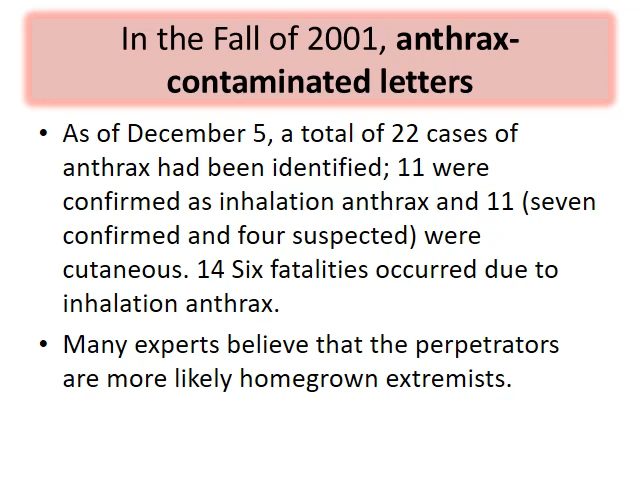 In the Fall of 2001, anthrax-
contaminated letters
• As of December 5, a total of 22 cases of
anthrax had been identified; 11 were
confirmed as inhalation anthrax and 11 (seven
confirmed and four suspected) were
cutaneous. 14 Six fatalities occurred due to
inhalation anthrax.
• Many experts believe that the perpetrators
are more likely homegrown extremists.